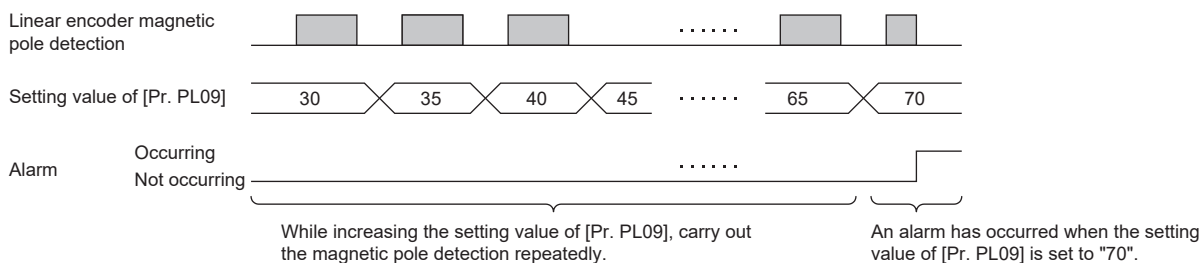 Linear encoder magnetic
pole detection
......
Setting value of [Pr. PL09]
30 35 40 45 ...... 65 70
Alarm
Occurring
Not occurring
......
While increasing the setting value of [Pr. PL09], carry out
the magnetic pole detection repeatedly.
An alarm has occurred when the setting
value of [Pr. PL09] is set to "70".